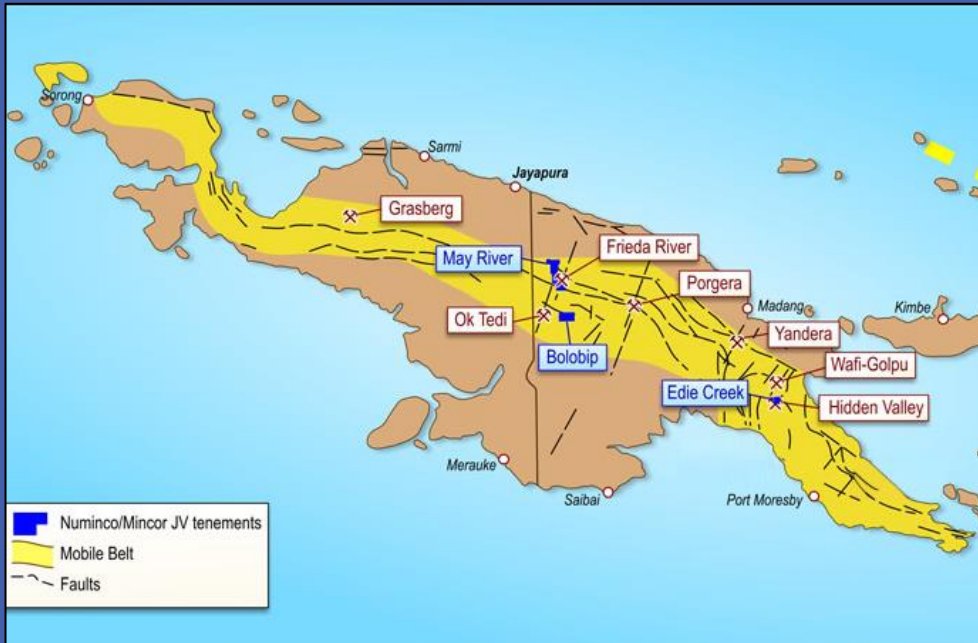 Sorong
Sarmi
Jayapura
Grasberg
May River
Frieda River
Porgera
Ok Tedi
Madang
Kimbe
Yandera
Bolobip
Wafi-Golpu
Edie Creek
Hidden Valley
Merauke
Saibai
Port Moresby
Numinco/Mincor JV tenements
Mobile Belt
Faults